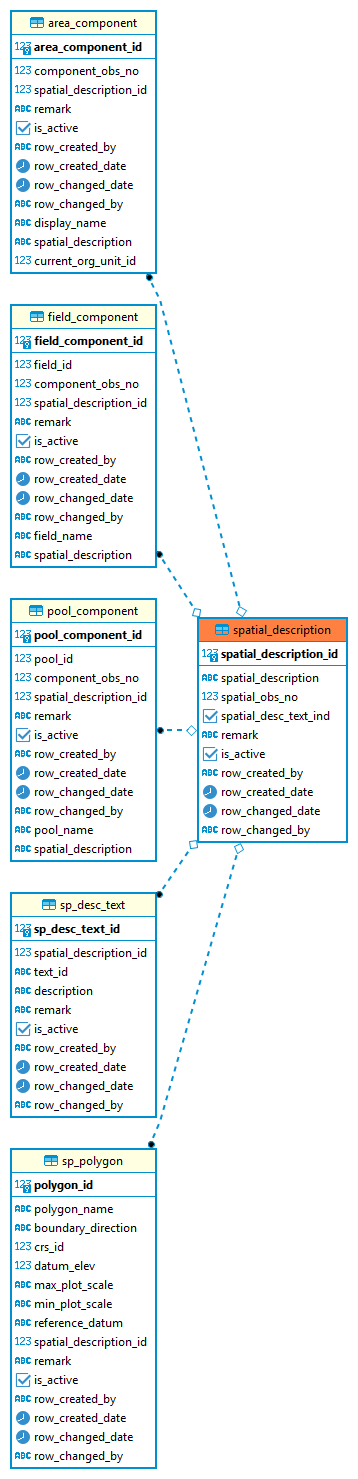 area_component
123 area_component_id
123 component_obs_no
123 spatial_description_id
ABC remark
is_active
ABC row_created_by
row_created_date
row_changed_date
ABC row_changed_by
ABC display_name
ABC spatial_description
123 current_org_unit_id
field_component
123 field_component_id
123 field_id
123 component_obs_no
123 spatial_description_id
ABC remark
is_active
ABC row_created_by
row_created_date
row_changed_date
ABC row_changed_by
ABC field_name
ABC spatial_description
pool_component
123 pool_component_id
123 pool_id
123 component_obs_no
123 spatial_description_id
ABC remark
is_active
ABC row_created_by
row_created_date
row_changed_date
ABC row_changed_by
ABC pool_name
ABC spatial_description
spatial_description
123 spatial_description_id
ABC spatial_description
123 spatial_obs_no
spatial_desc_text_ind
ABC remark
is_active
ABC row_created_by
row_created_date
row_changed_date
ABC row_changed_by
sp_desc_text
123 sp_desc_text_id
123 spatial_description_id
ABC text_id
ABC description
ABC remark
is_active
ABC row_created_by
row_created_date
row_changed_date
ABC row_changed_by
sp_polygon
123 polygon_id
ABC polygon_name
ABC boundary_direction
123 crs_id
123 datum_elev
ABC max_plot_scale
ABC min_plot_scale
ABC reference_datum
123 spatial_description_id
ABC remark
is_active
ABC row_created_by
row_created_date
row_changed_date
ABC row_changed_by